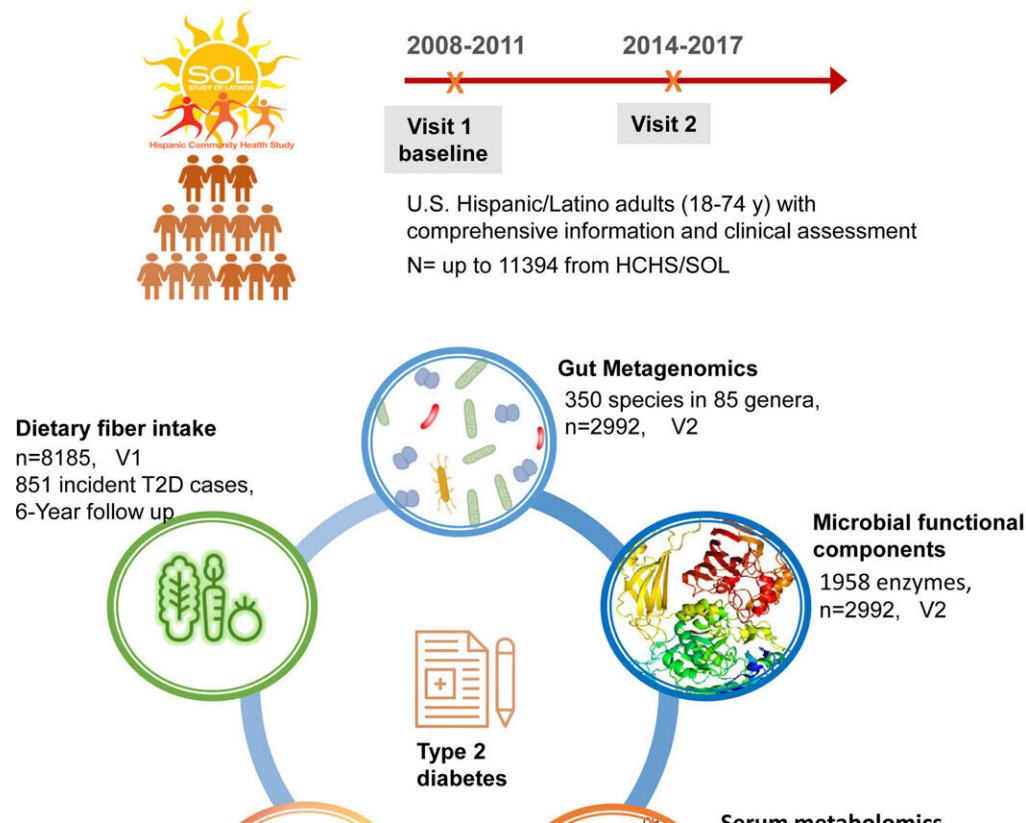 SOL
STUDY OF LATINOS
Hispanic Community Health Study
2008-2011
2014-2017
Visit 1
baseline
Visit 2
U.S. Hispanic/Latino adults (18-74 y) with
comprehensive information and clinical assessment
N= up to 11394 from HCHS/SOL
Gut Metagenomics
350 species in 85 genera,
n=2992, V2
Dietary fiber intake
n=8185, V1
851 incident T2D cases,
6-Year follow up
Microbial functional
components
1958 enzymes,
n=2992, V2
Type 2
diabetes
Serum metabolomics